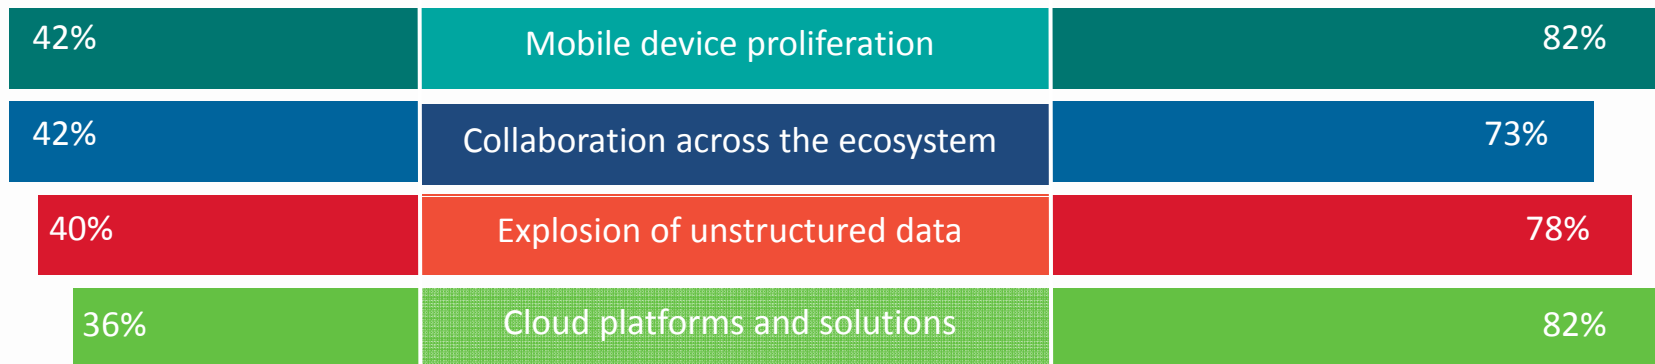 42% Mobile device proliferation 82%
42% Collaboration across the ecosystem 73%
40% Explosion of unstructured data 78%
36% Cloud platforms and solutions 82%